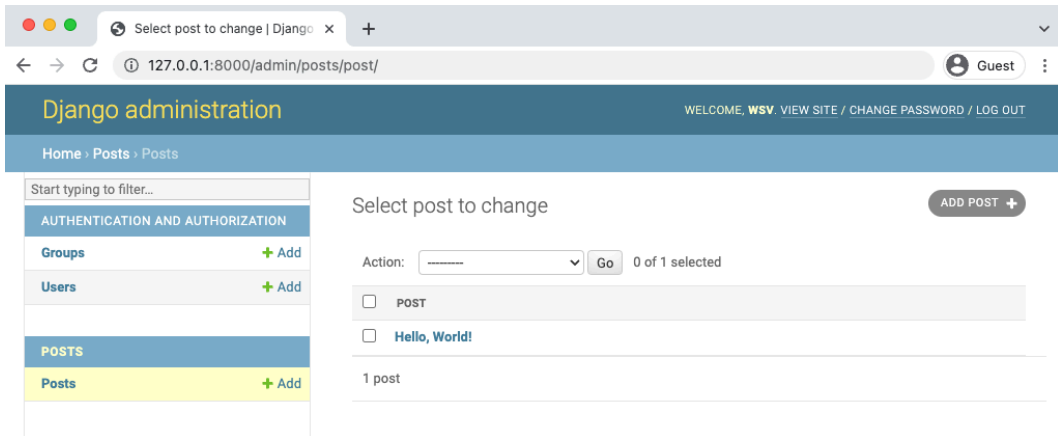 Select post to change | Django
127.0.0.1:8000/admin/posts/post/
Guest
Django administration
WELCOME, WSV. VIEW SITE / CHANGE PASSWORD / LOG OUT
Home › Posts › Posts
Start typing to filter...
AUTHENTICATION AND AUTHORIZATION
Groups + Add
Users + Add
POSTS
Posts + Add
Select post to change
ADD POST +
Action: --------- Go 0 of 1 selected
POST
Hello, World!
1 post